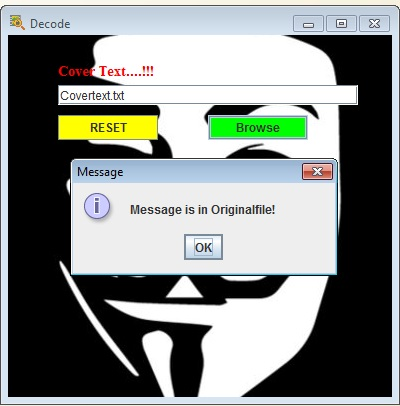 Decode
Cover Text....!!!
Covertext.txt
RESET Browse
Message
Message is in Originalfile!
OK